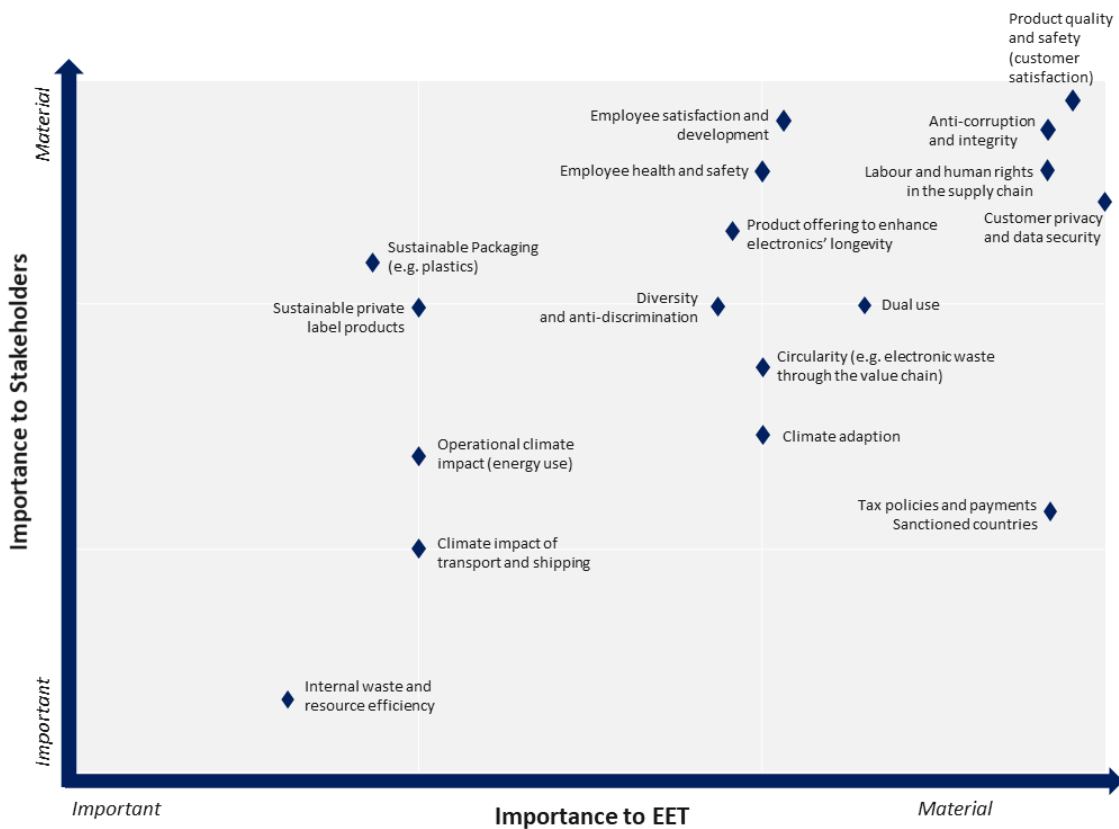 Product quality
and safety
(customer
satisfaction)
Material
Employee satisfaction and
development
Anti-corruption
and integrity
Employee health and safety
Labour and human rights
in the supply chain
Customer privacy
and data security
Product offering to enhance
electronics’ longevity
Sustainable Packaging
(e.g. plastics)
Sustainable private
label products
Diversity
and anti-discrimination
Dual use
Circularity (e.g. electronic waste
through the value chain)
Importance to Stakeholders
Operational climate
impact (energy use)
Climate adaption
Tax policies and payments
Sanctioned countries
Climate impact of
transport and shipping
Internal waste and
resource efficiency
Important
Important
Importance to EET
Material